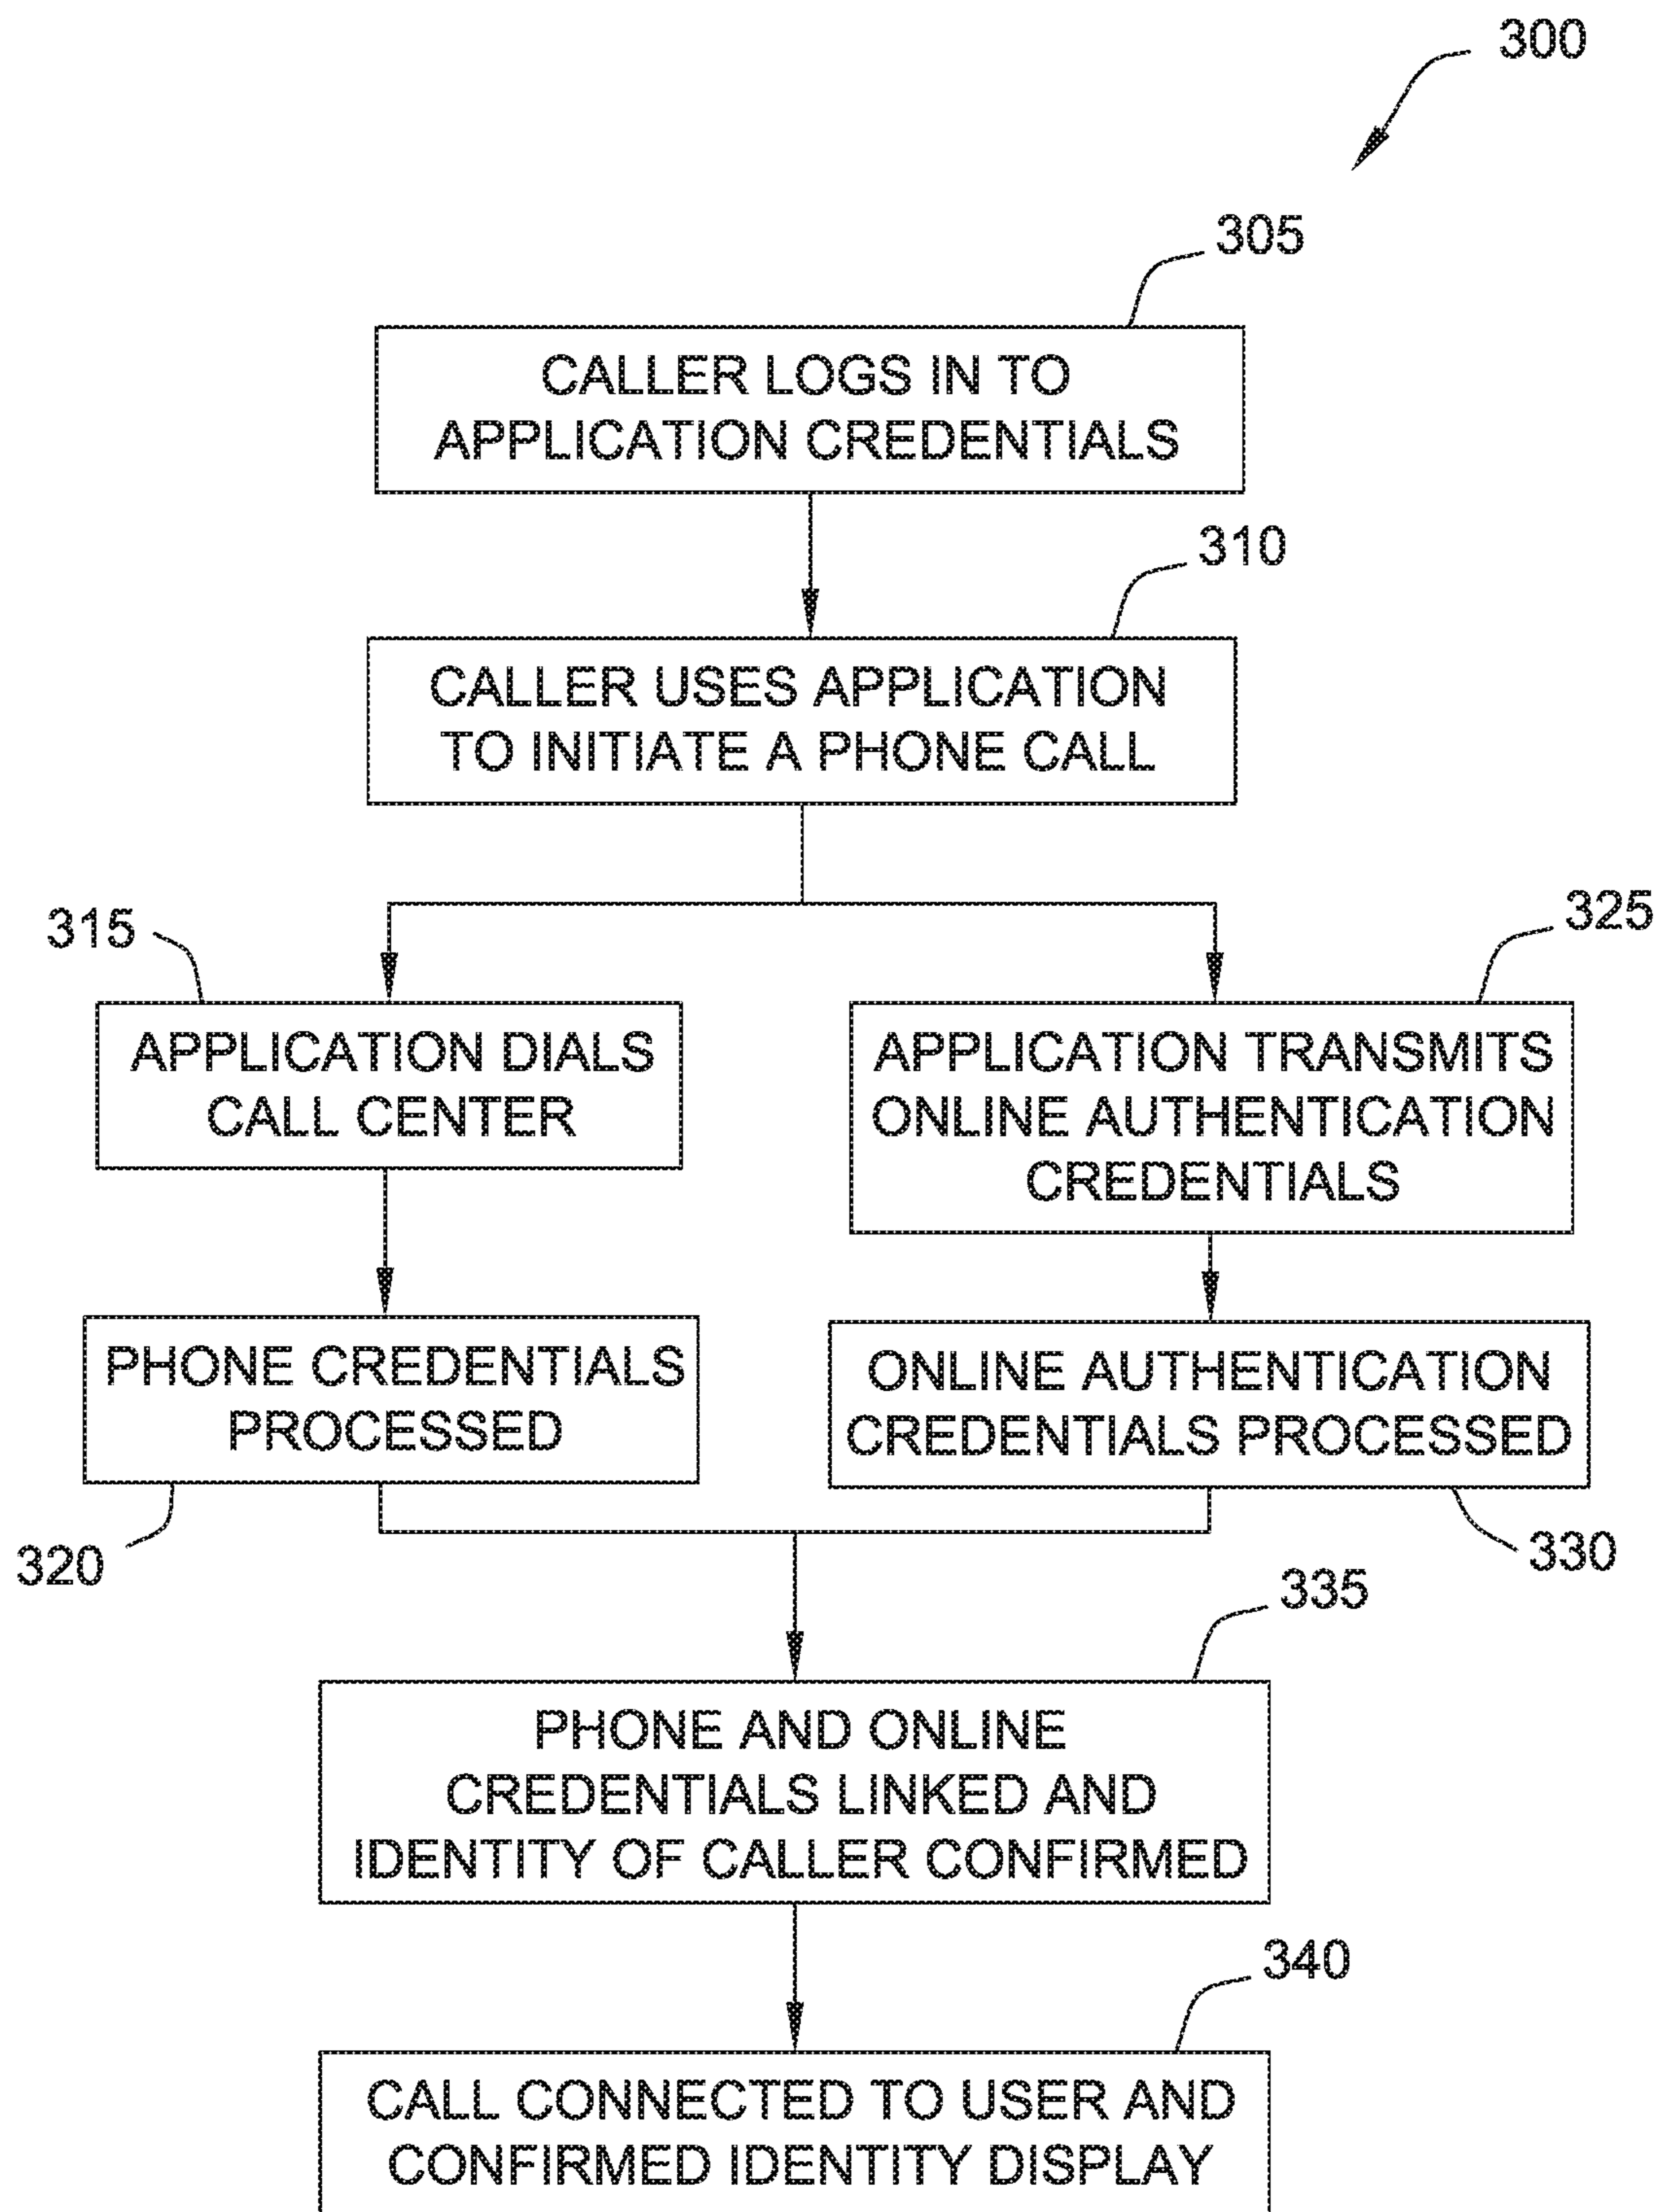 300
305
CALLER LOGS IN TO
APPLICATION CREDENTIALS
310
CALLER USES APPLICATION
TO INITIATE A PHONE CALL
315
APPLICATION DIALS
CALL CENTER
325
APPLICATION TRANSMITS
ONLINE AUTHENTICATION
CREDENTIALS
PHONE CREDENTIALS
PROCESSED
320
ONLINE AUTHENTICATION
CREDENTIALS PROCESSED
330
335
PHONE AND ONLINE
CREDENTIALS LINKED AND
IDENTITY OF CALLER CONFIRMED
340
CALL CONNECTED TO USER AND
CONFIRMED IDENTITY DISPLAY